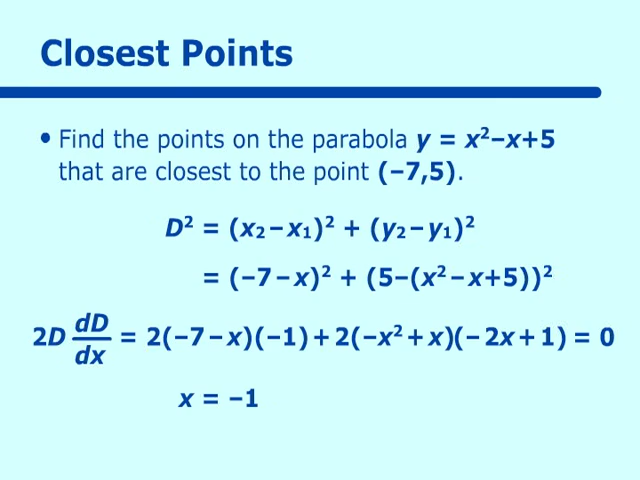 Closest Points
• Find the points on the parabola y = x²–x+5
that are closest to the point (–7,5).
D² = (x₂ – x₁)² + (y₂ – y₁)²
= (–7 – x)² + (5–(x² – x+5))²
2D dD/dx = 2(–7 – x)(–1) + 2(–x² + x)(– 2x + 1) = 0
x = –1